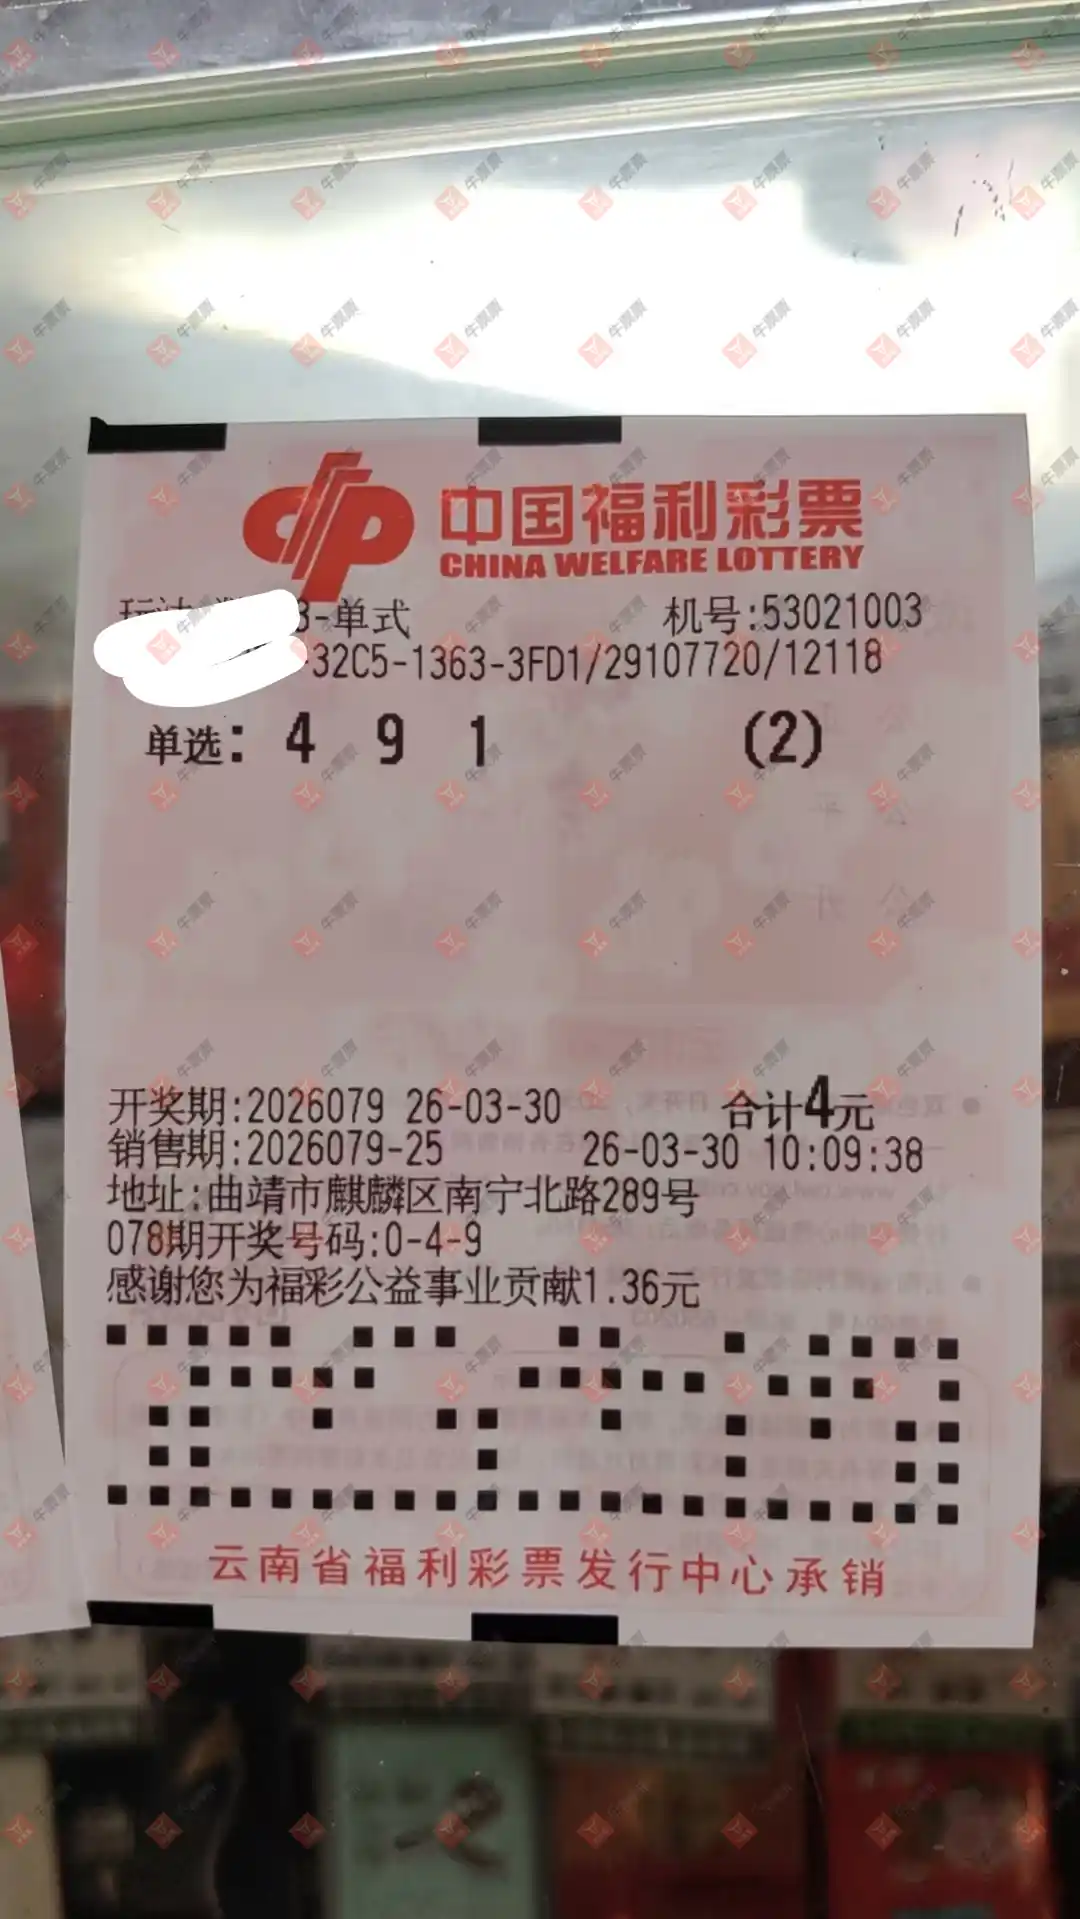 中国福利彩票
CHINA WELFARE LOTTERY
3-单式 机号:53021003
-32C5-1363-3FD1/29107720/12118
单选: 4 9 1 (2)
开奖期:2026079 26-03-30 合计4元
销售期:2026079-25 26-03-30 10:09:38
地址:曲靖市麒麟区南宁北路289号
078期开奖号码:0-4-9
感谢您为福彩公益事业贡献1.36元
云南省福利彩票发行中心承销
牛票票